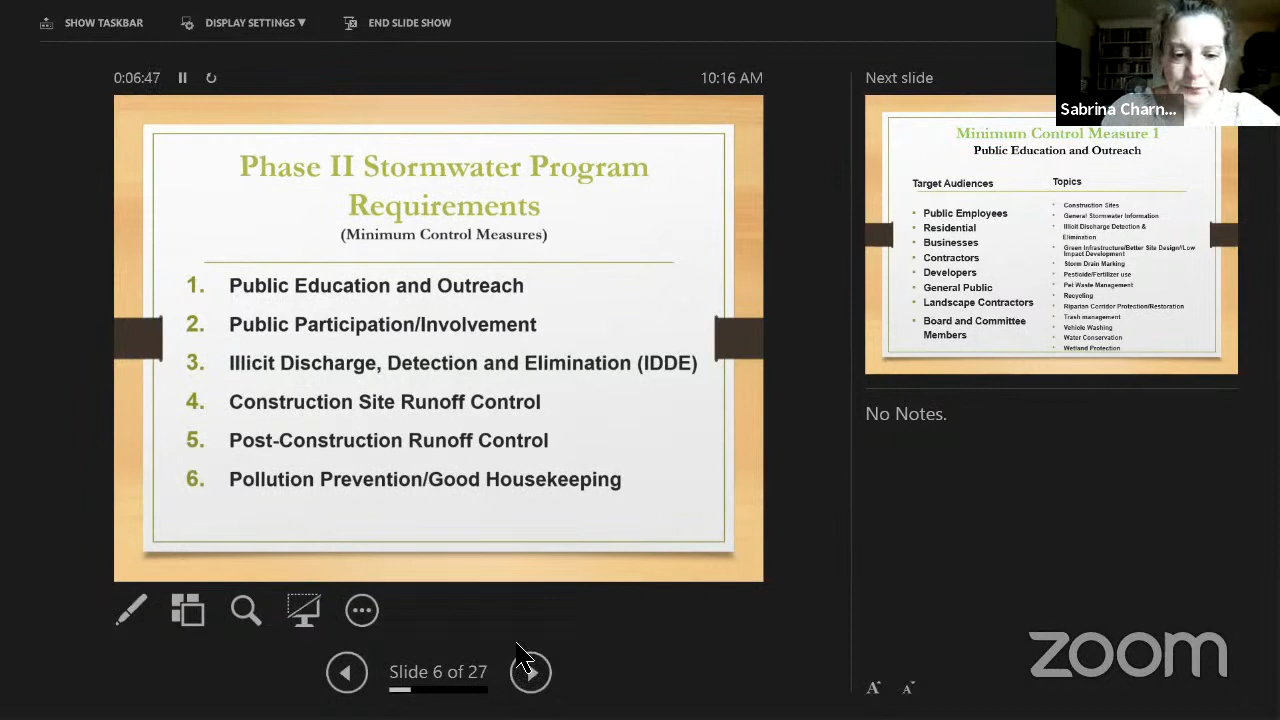 SHOW TASKBAR
DISPLAY SETTINGS ▼
END SLIDE SHOW
0:06:47
10:16 AM
Phase II Stormwater Program
Requirements
(Minimum Control Measures)
1. Public Education and Outreach
2. Public Participation/Involvement
3. Illicit Discharge, Detection and Elimination (IDDE)
4. Construction Site Runoff Control
5. Post-Construction Runoff Control
6. Pollution Prevention/Good Housekeeping
Slide 6 of 27
Next slide
Sabrina Charn...
Minimum Control Measure 1
Public Education and Outreach
Target Audiences
• Public Employees
• Residential
• Businesses
• Contractors
• Developers
• General Public
• Landscape Contractors
• Board and Committee
Members
Topics
• Construction Sites
• General Stormwater Information
• Illicit Discharge Detection &
Elimination
• Green Infrastructure/Better Site Design/Low
Impact Development
• Storm Drain Marking
• Pesticide/Fertilizer use
• Pet Waste Management
• Recycling
• Riparian Corridor Protection/Restoration
• Trash management
• Vehicle Washing
• Water Conservation
• Wetland Protection
No Notes.
zoom
A A